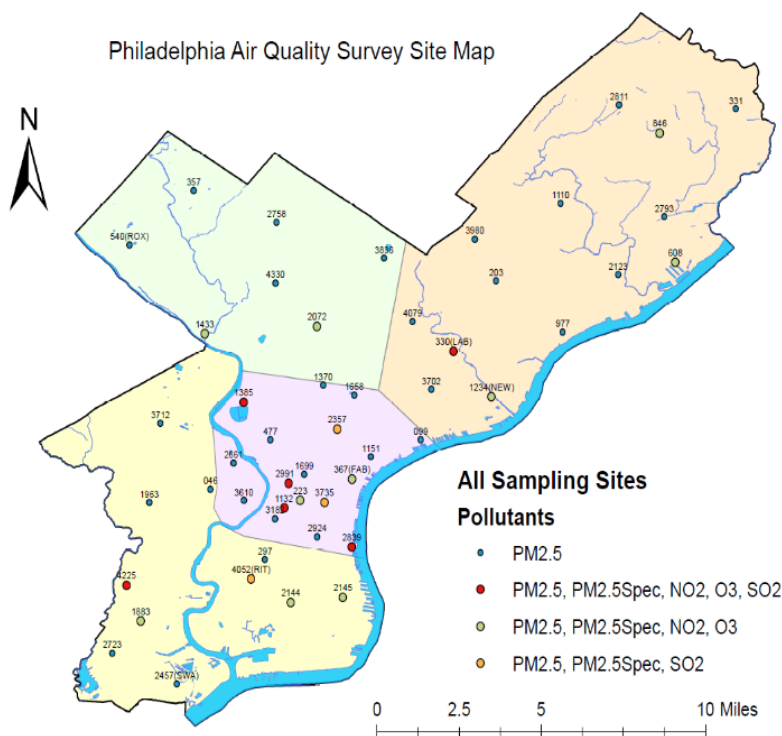 Philadelphia Air Quality Survey Site Map
N
2811
331
846
357
1110
2758
2793
3980
540(ROX)
3838
608
4330
203
2123
4079
2072
977
1433
330(LAB)
1370
1658
3702
1385
1234(NEW)
2357
3712
477
099
1151
2861
1699
367(FAB)
2991
046
223
3735
1963
3610
1132
3182
2924
2839
297
4052(RIT)
4225
2144
2145
1883
2723
2457(SWA)
All Sampling Sites
Pollutants
PM2.5
PM2.5, PM2.5Spec, NO2, O3, SO2
PM2.5, PM2.5Spec, NO2, O3
PM2.5, PM2.5Spec, SO2
0 2.5 5 10 Miles